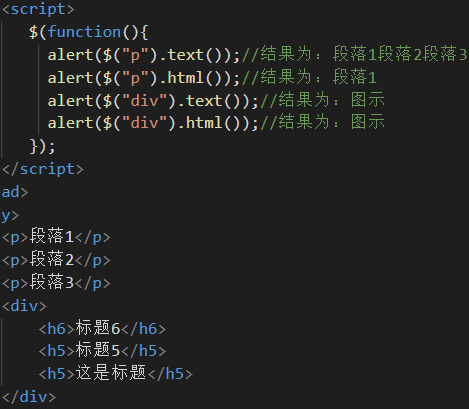 <script>
$(function(){
alert($("p").text());//结果为：段落1段落2段落3
alert($("p").html());//结果为：段落1
alert($("div").text());//结果为：图示
alert($("div").html());//结果为：图示
});
</script>
ad>
y>
<p>段落1</p>
<p>段落2</p>
<p>段落3</p>
<div>
<h6>标题6</h6>
<h5>标题5</h5>
<h5>这是标题</h5>
</div>